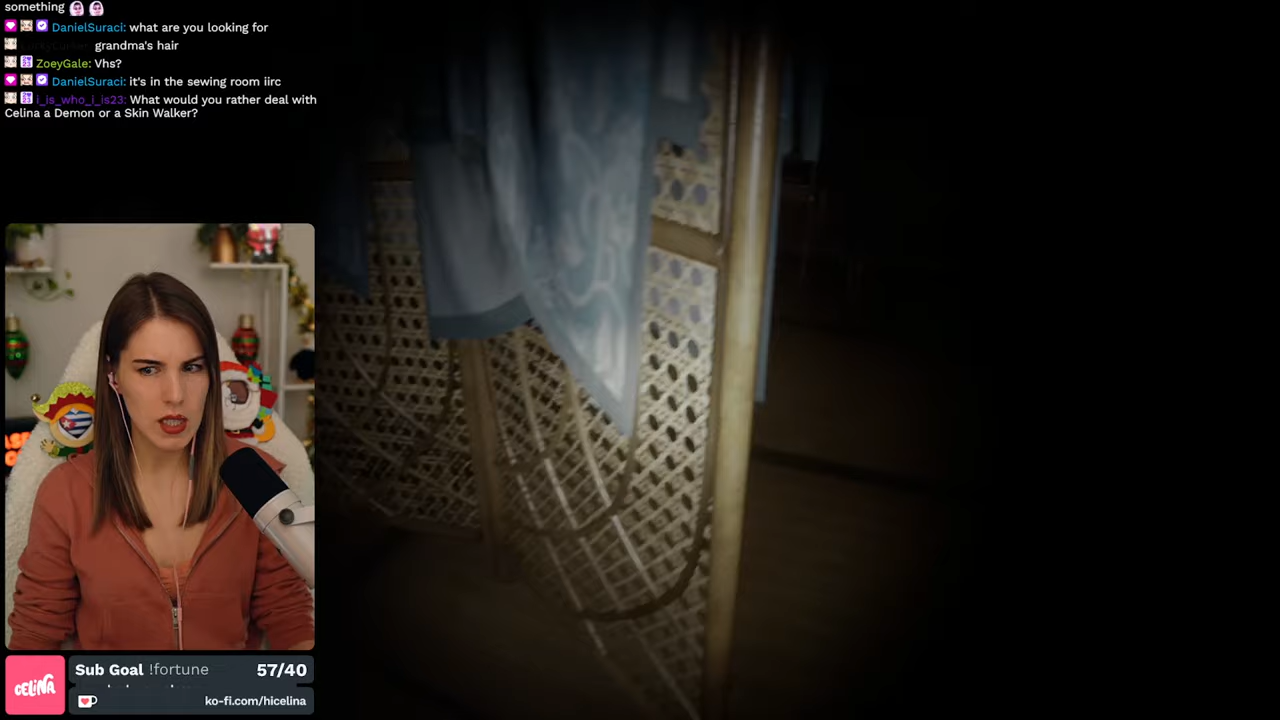 something
DanielSuraci: what are you looking for
grandma's hair
ZoeyGale: Vhs?
DanielSuraci: it's in the sewing room iirc
i_is_who_i_is23: What would you rather deal with
Celina a Demon or a Skin Walker?
CELINA
Sub Goal !fortune 57/40
ko-fi.com/hicelina